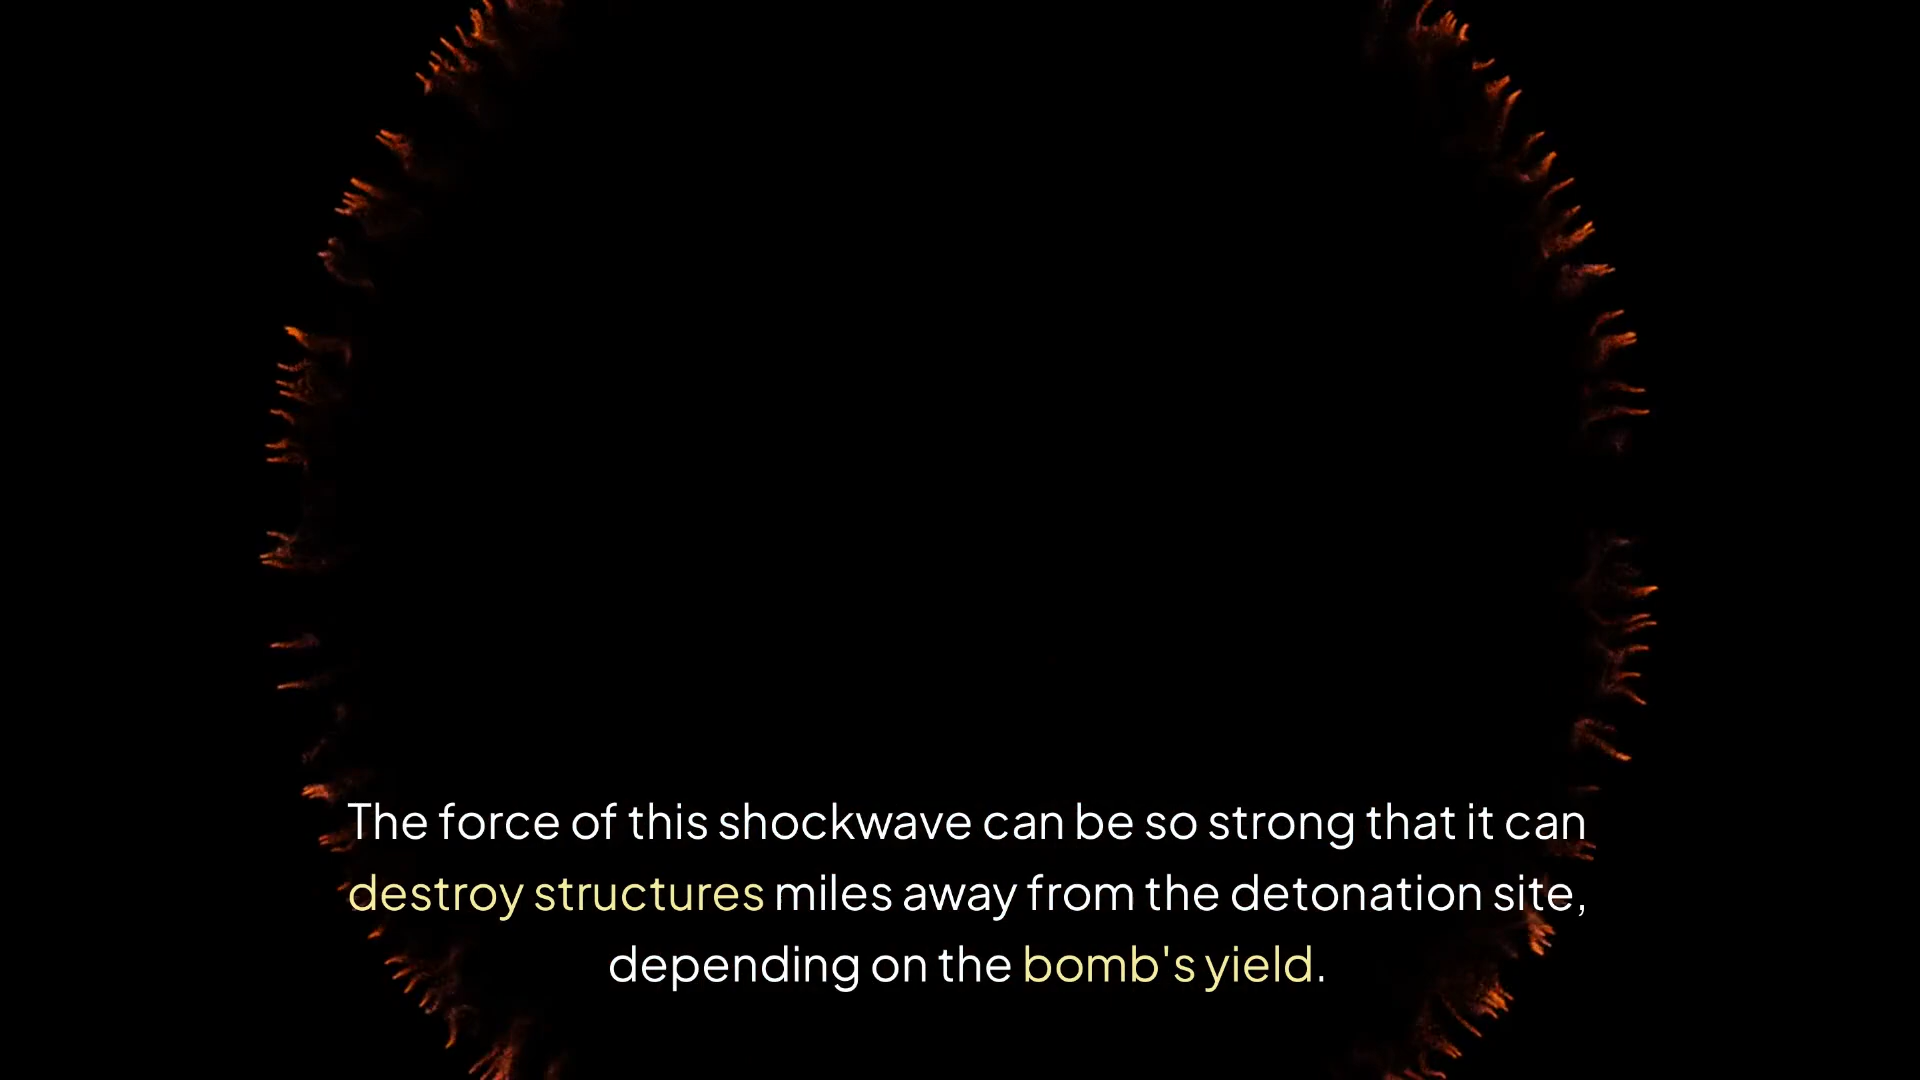 The force of this shockwave can be so strong that it can
destroy structures miles away from the detonation site,
depending on the bomb's yield.